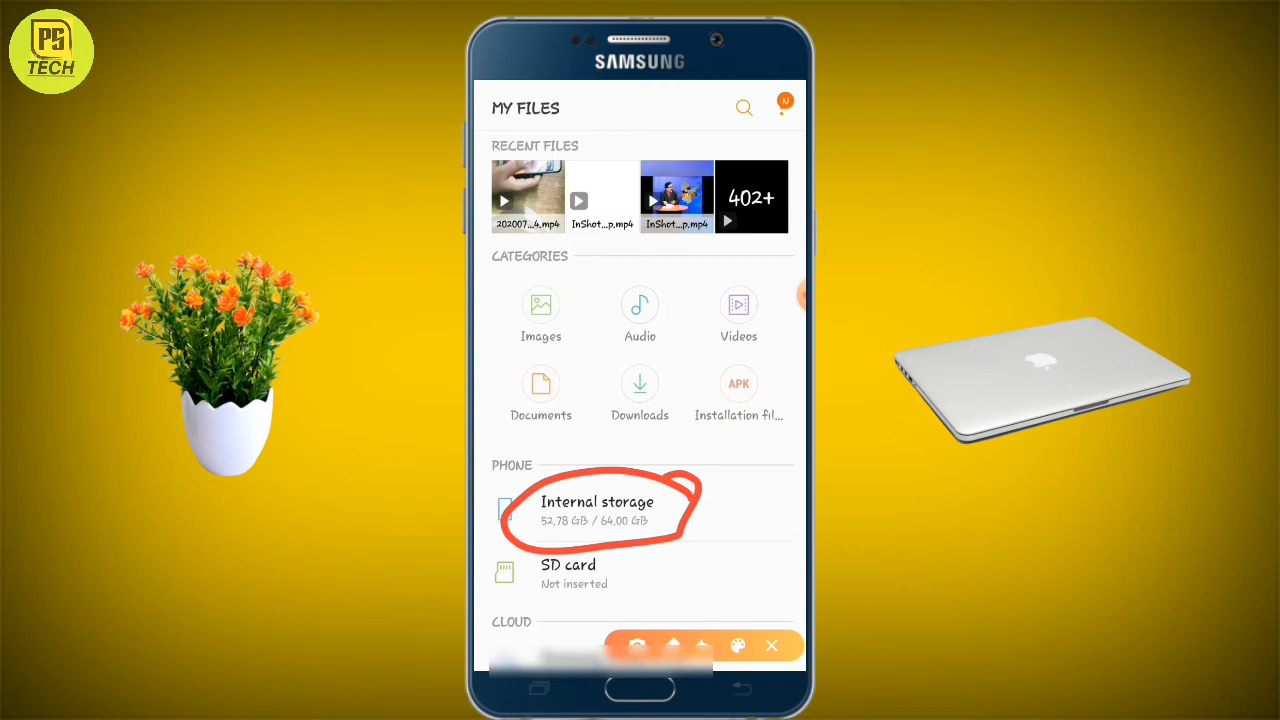 PS
TECH
SAMSUNG
MY FILES
N
RECENT FILES
202007...4.mp4
InShot...p.mp4
InShot...p.mp4
402+
CATEGORIES
Images
Audio
Videos
APK
Documents
Downloads
Installation fil...
PHONE
Internal storage
52.78 GB / 64.00 GB
SD card
Not inserted
CLOUD